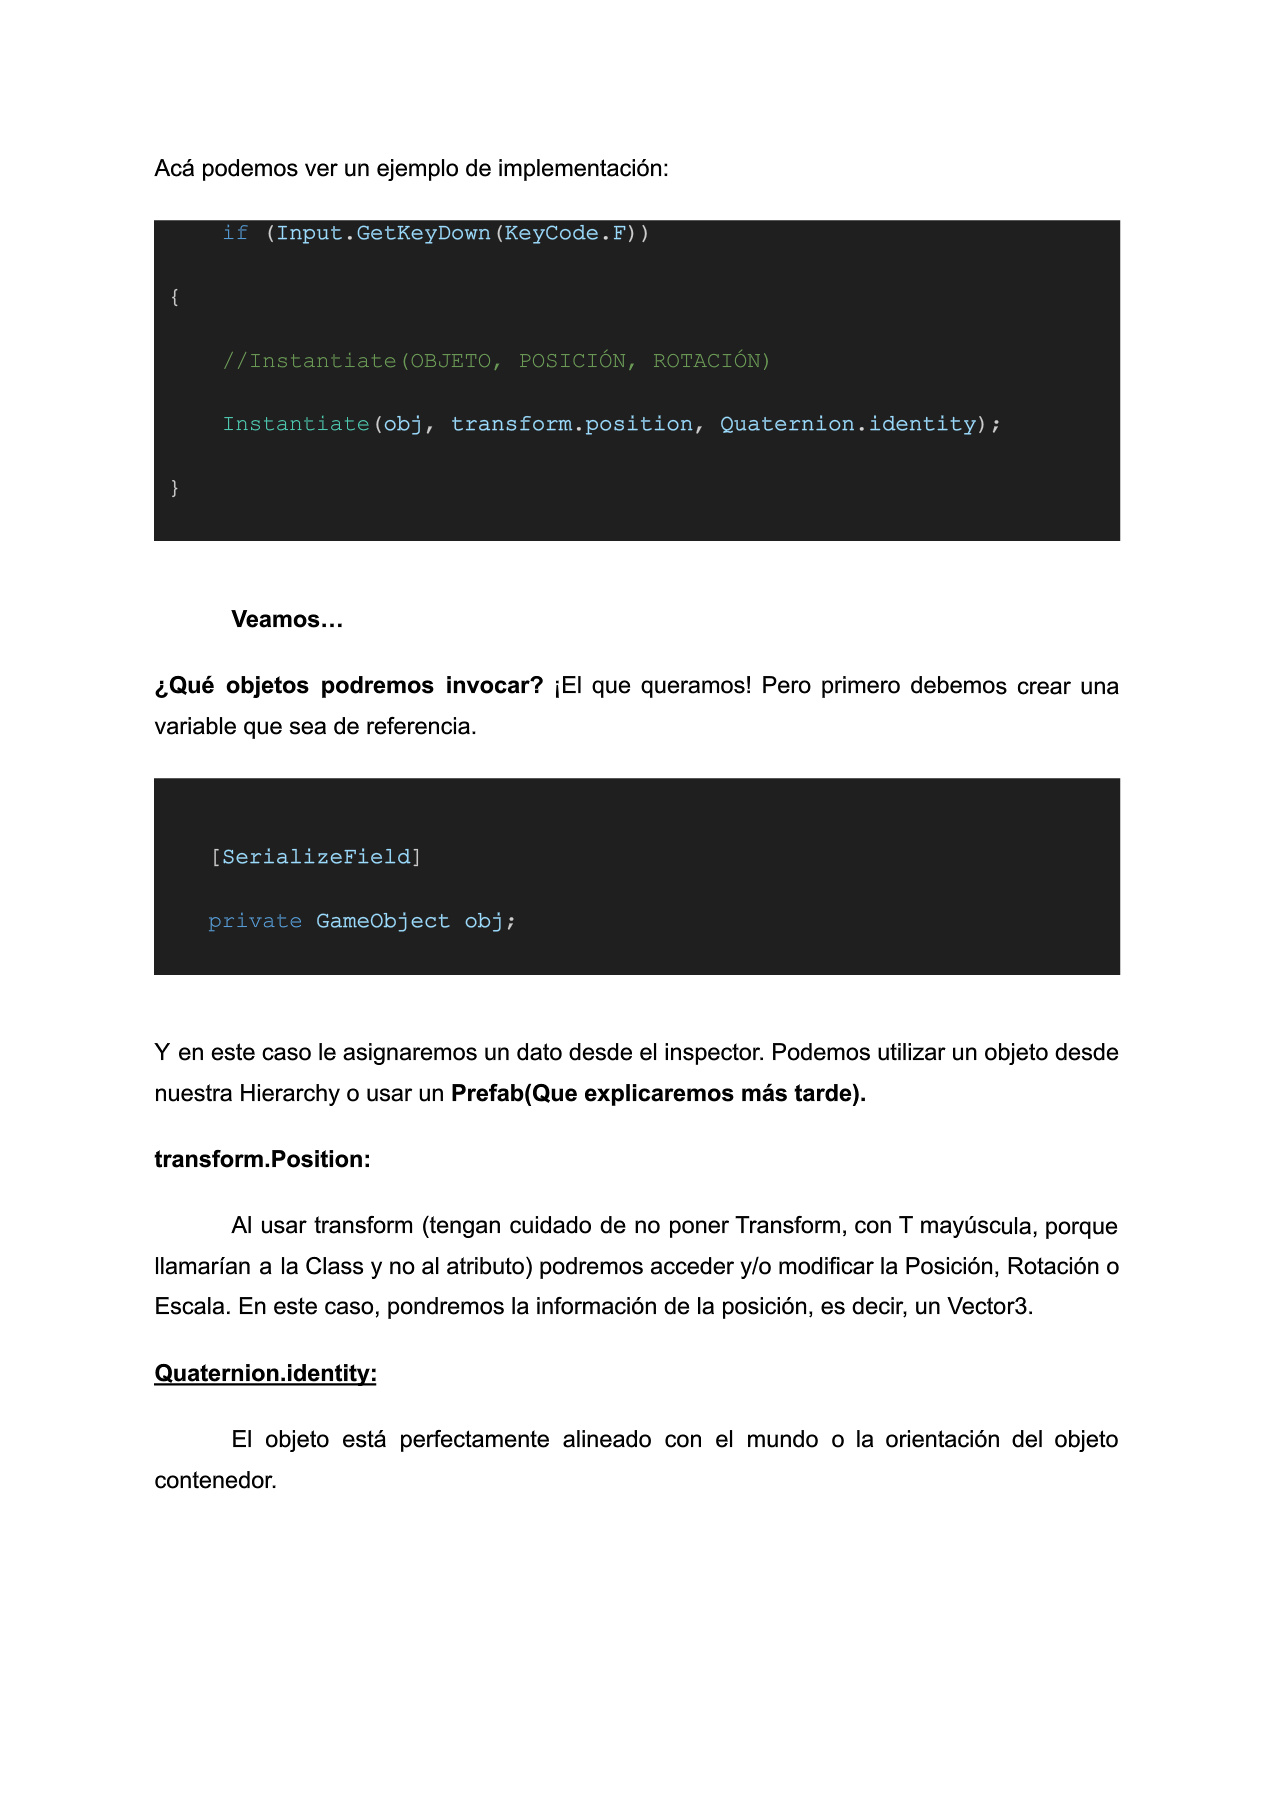 Acá podemos ver un ejemplo de implementación:
if (Input.GetKeyDown(KeyCode.F))
{
//Instantiate(OBJETO, POSICIÓN, ROTACIÓN)
Instantiate(obj, transform.position, Quaternion.identity);
}
Veamos…
¿Qué objetos podremos invocar? ¡El que queramos! Pero primero debemos crear una
variable que sea de referencia.
[SerializeField]
private GameObject obj;
Y en este caso le asignaremos un dato desde el inspector. Podemos utilizar un objeto desde
nuestra Hierarchy o usar un Prefab(Que explicaremos más tarde).
transform.Position:
Al usar transform (tengan cuidado de no poner Transform, con T mayúscula, porque
llamarían a la Class y no al atributo) podremos acceder y/o modificar la Posición, Rotación o
Escala. En este caso, pondremos la información de la posición, es decir, un Vector3.
Quaternion.identity:
El objeto está perfectamente alineado con el mundo o la orientación del objeto
contenedor.